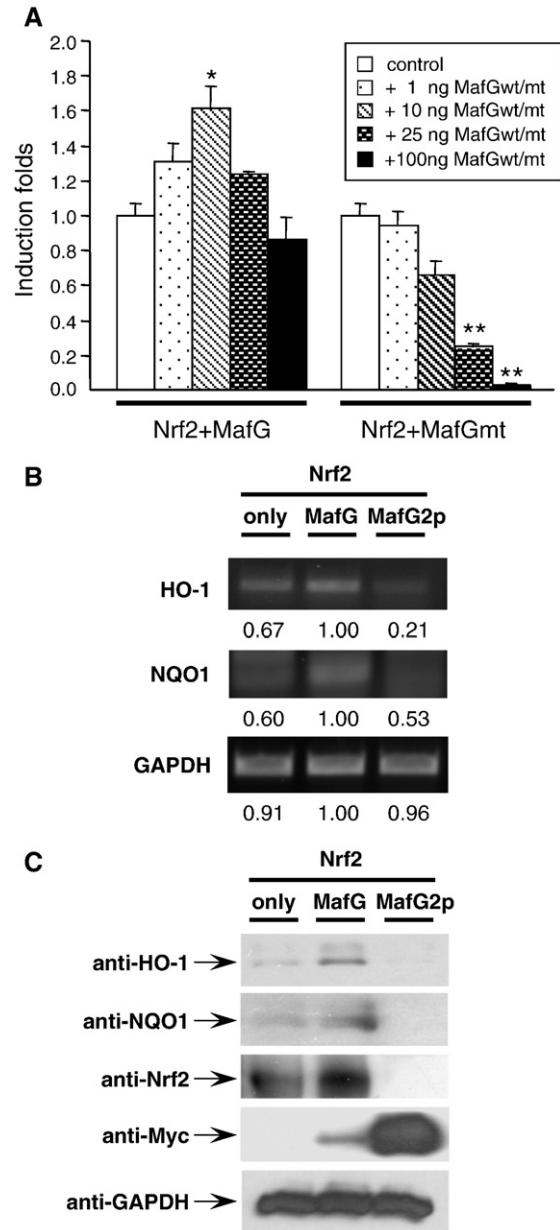 A
2.0
1.8
1.6
1.4
1.2
1.0
0.8
0.6
0.4
0.2
0.0
Induction folds
*
**
**
control
+ 1 ng MafGwt/mt
+ 10 ng MafGwt/mt
+ 25 ng MafGwt/mt
+100ng MafGwt/mt
Nrf2+MafG
Nrf2+MafGmt
B
Nrf2
only MafG MafG2p
HO-1
0.67 1.00 0.21
NQO1
0.60 1.00 0.53
GAPDH
0.91 1.00 0.96
C
Nrf2
only MafG MafG2p
anti-HO-1
anti-NQO1
anti-Nrf2
anti-Myc
anti-GAPDH